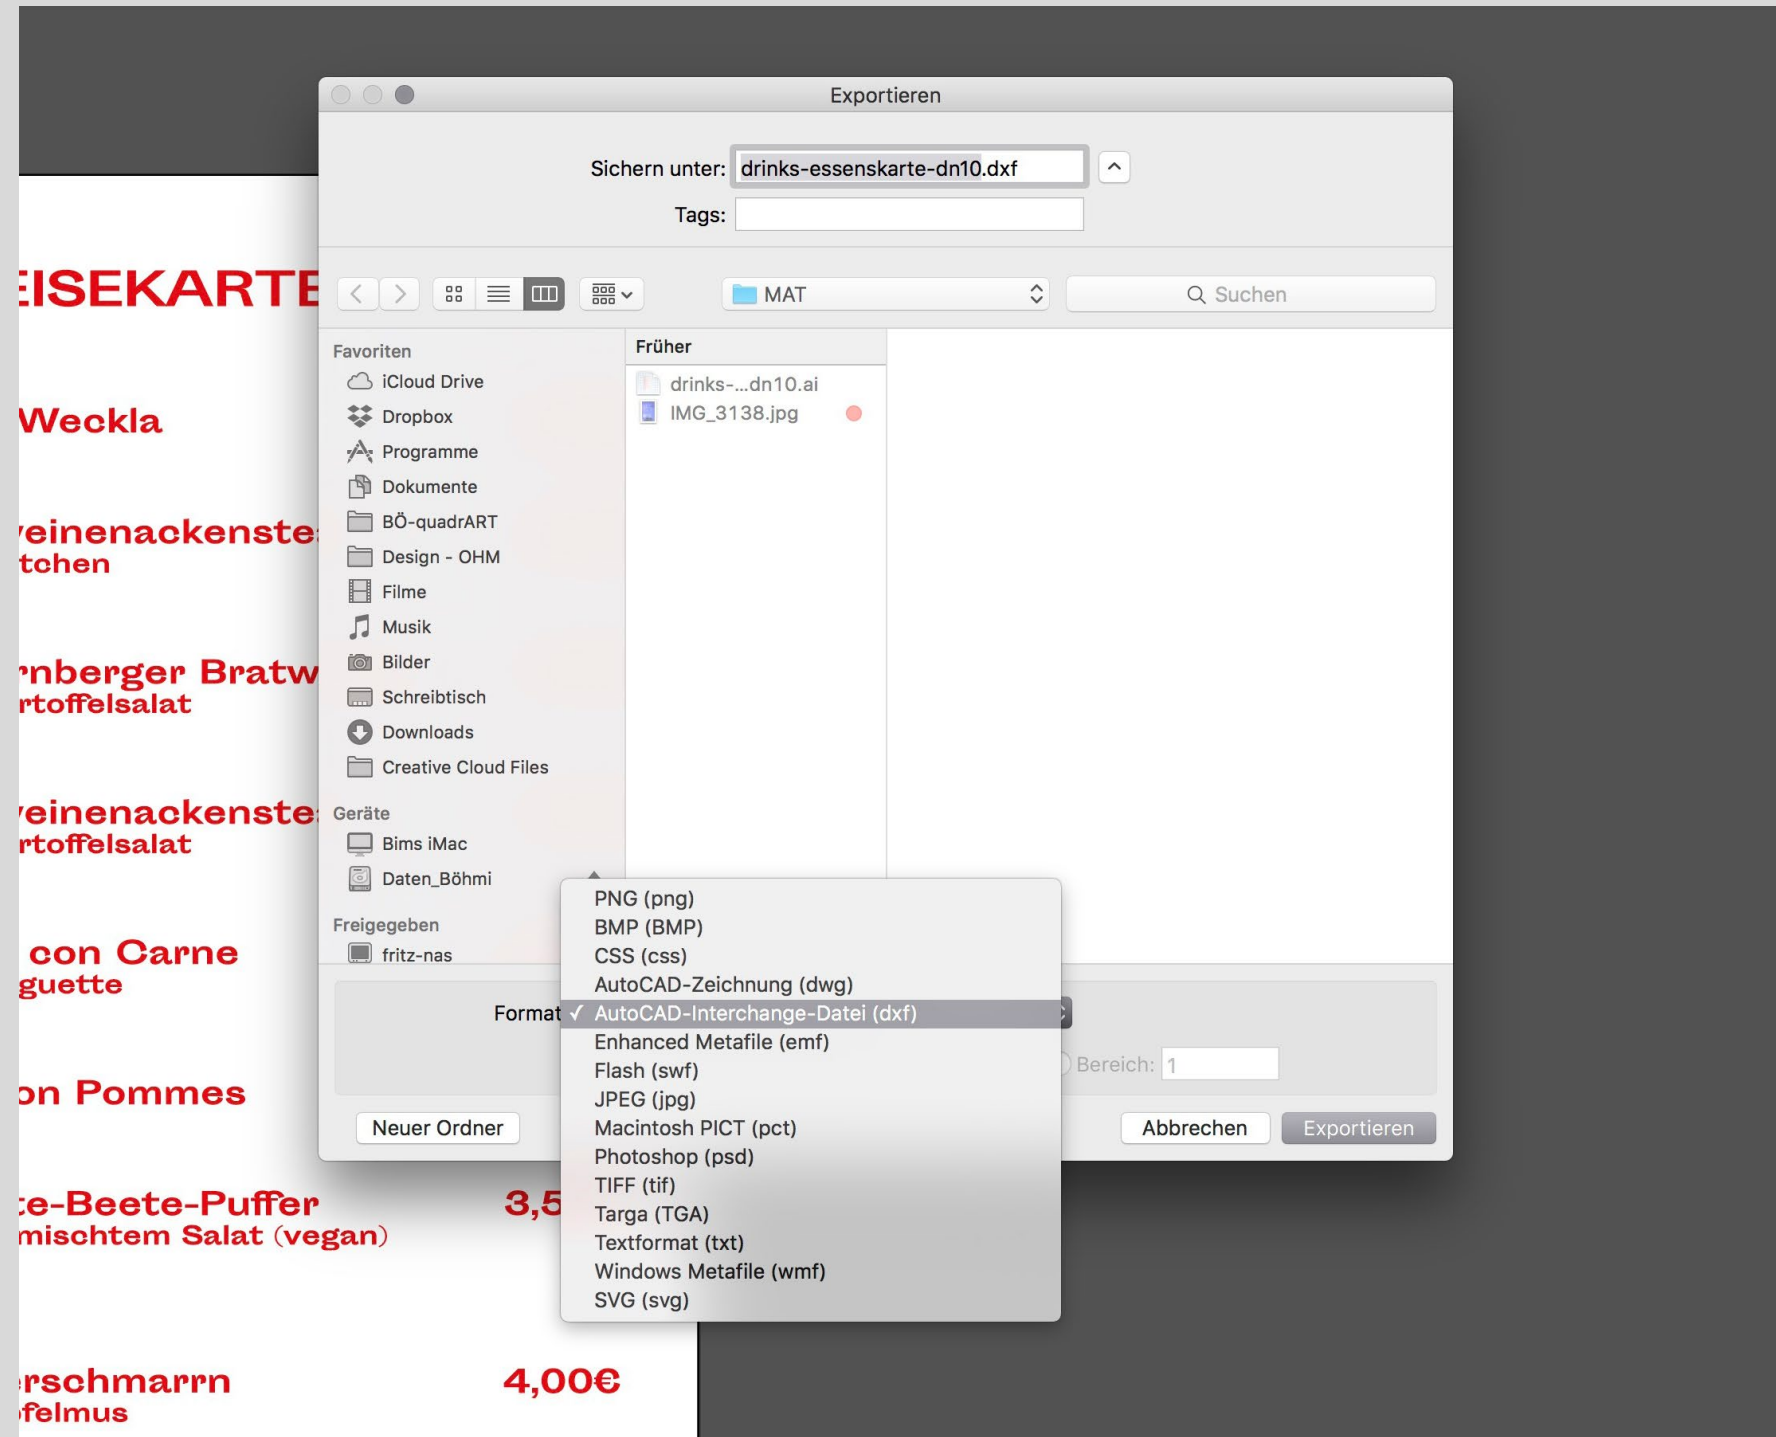 Exportieren
Sichern unter: drinks-essenskarte-dn10.dxf
Tags:
MAT
Suchen
Favoriten
iCloud Drive
Dropbox
Programme
Dokumente
BÖ-quadrART
Design - OHM
Filme
Musik
Bilder
Schreibtisch
Downloads
Creative Cloud Files
Geräte
Bims iMac
Daten_Böhmi
Freigegeben
fritz-nas
Früher
drinks-...dn10.ai
IMG_3138.jpg
Format
PNG (png)
BMP (BMP)
CSS (css)
AutoCAD-Zeichnung (dwg)
✓ AutoCAD-Interchange-Datei (dxf)
Enhanced Metafile (emf)
Flash (swf)
JPEG (jpg)
Macintosh PICT (pct)
Photoshop (psd)
TIFF (tif)
Targa (TGA)
Textformat (txt)
Windows Metafile (wmf)
SVG (svg)
Bereich: 1
Neuer Ordner
Abbrechen
Exportieren
EISEKARTE
Weckla
veinenackenste
tchen
rnberger Bratw
rtoffelsalat
veinenackenste
rtoffelsalat
con Carne
guette
on Pommes
te-Beete-Puffer 3,5
mischtem Salat (vegan)
erschmarrn 4,00€
felmus